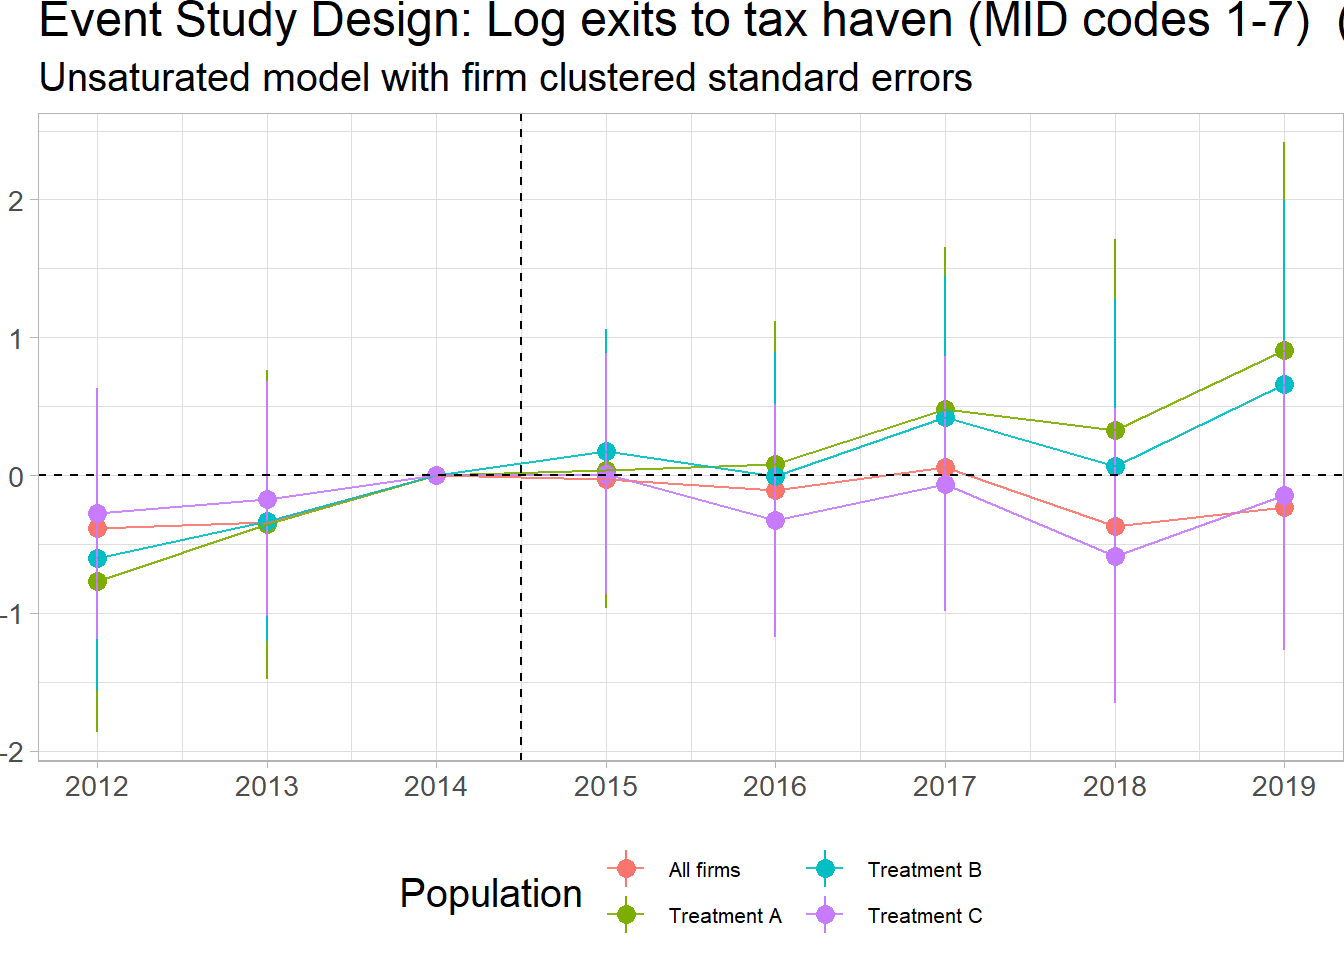 Event Study Design: Log exits to tax haven (MID codes 1-7) (
Unsaturated model with firm clustered standard errors
2
1
0
-1
-2
2012 2013 2014 2015 2016 2017 2018 2019
Population
All firms
Treatment A
Treatment B
Treatment C